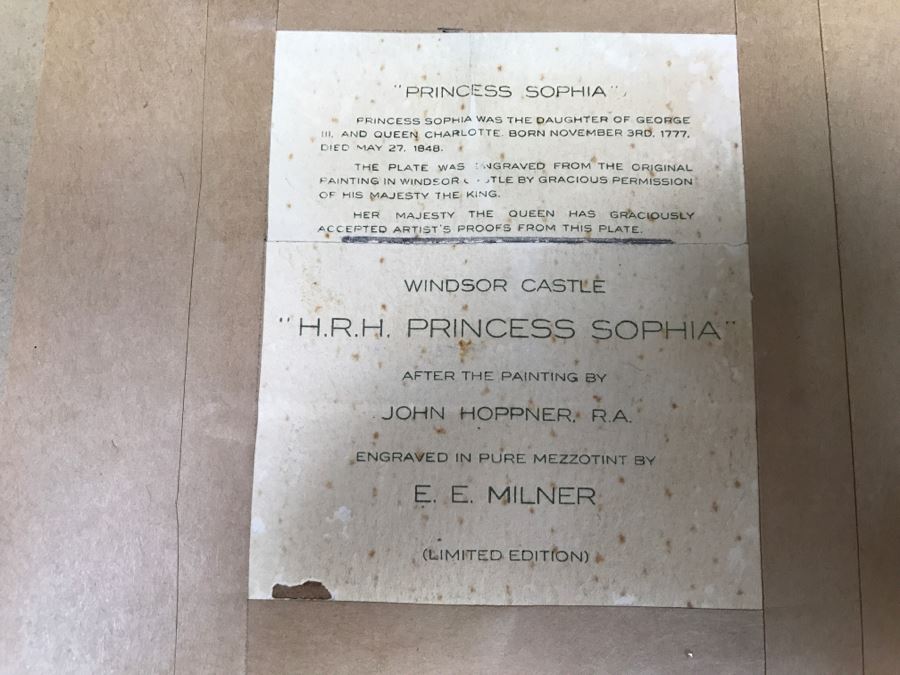 "PRINCESS SOPHIA"
PRINCESS SOPHIA WAS THE DAUGHTER OF GEORGE
III, AND QUEEN CHARLOTTE. BORN NOVEMBER 3RD, 1777,
DIED MAY 27, 1848.
THE PLATE WAS ENGRAVED FROM THE ORIGINAL
PAINTING IN WINDSOR CASTLE BY GRACIOUS PERMISSION
OF HIS MAJESTY THE KING.
HER MAJESTY THE QUEEN HAS GRACIOUSLY
ACCEPTED ARTIST'S PROOFS FROM THIS PLATE.
WINDSOR CASTLE
"H.R.H. PRINCESS SOPHIA"
AFTER THE PAINTING BY
JOHN HOPPNER, R.A.
ENGRAVED IN PURE MEZZOTINT BY
E. E. MILNER
(LIMITED EDITION)